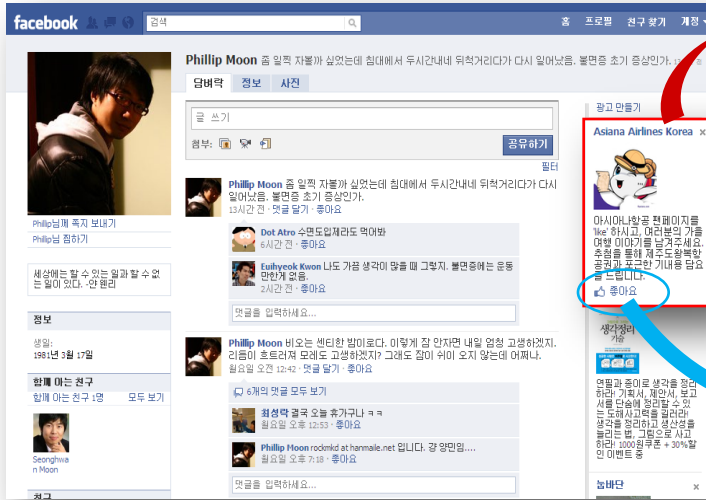 facebook
검색
홈 프로필 친구 찾기 계정
Phillip Moon 좀 일찍 자볼까 싶었는데 침대에서 두시간내네 뒤척거리다가 다시 일어났음. 불면증 초기 증상인가.
담벼락 정보 사진
글 쓰기
첨부:
공유하기
필터
Phillip Moon 좀 일찍 자볼까 싶었는데 침대에서 두시간내네 뒤척거리다가 다시
일어났음. 불면증 초기 증상인가.
13시간 전 · 댓글 달기 · 좋아요
Dot Atro 수면도입제라도 먹어봐
6시간 전 · 좋아요
Euihyeok Kwon 나도 가끔 생각이 많을 때 그렇지. 불면증에는 운동
만한게 없음.
2시간 전 · 좋아요
댓글을 입력하세요...
Phillip Moon 비오는 센티한 밤이로다. 이렇게 잠 안자면 내일 엄청 고생하겠지.
리듬이 흐트러져 모레도 고생하겠지? 그래도 잠이 쉬이 오지 않는데 어쩌나.
월요일 오전 12:42 · 댓글 달기 · 좋아요
6개의 댓글 모두 보기
최성락 결국 오늘 휴가구나 ㅋㅋ
월요일 오후 12:53 · 좋아요
Phillip Moon rockmkd at hanmaile.net 입니다. 걍 양민임....
월요일 오후 7:18 · 좋아요
댓글을 입력하세요...
Phillip님께 쪽지 보내기
Phillip님 찜하기
세상에는 할 수 있는 일과 할 수 없
는 일이 있다. -얀 웬리
정보
생일:
1981년 3월 17일
함께 아는 친구
함께 아는 친구 1명 모두 보기
Seonghwa
n Moon
친구
광고 만들기
Asiana Airlines Korea x
아시아나항공 팬페이지를
'like' 하시고, 여러분의 가을
여행 이야기를 남겨주세요.
추첨을 통해 제주도왕복항
공권과 포근한 기내용 담요
를 드립니다.
좋아요
생각정리
기술
연필과 종이로 생각을 정리
하라! 기획서, 제안서, 보고
서를 단숨에 정리할 수 있
는 도해사고력을 길러라!
생각을 정리하고 생산성을
늘리는 법, 그림으로 사고
하라! 1000원쿠폰 + 30%할
인 이벤트 중
눕바단 x